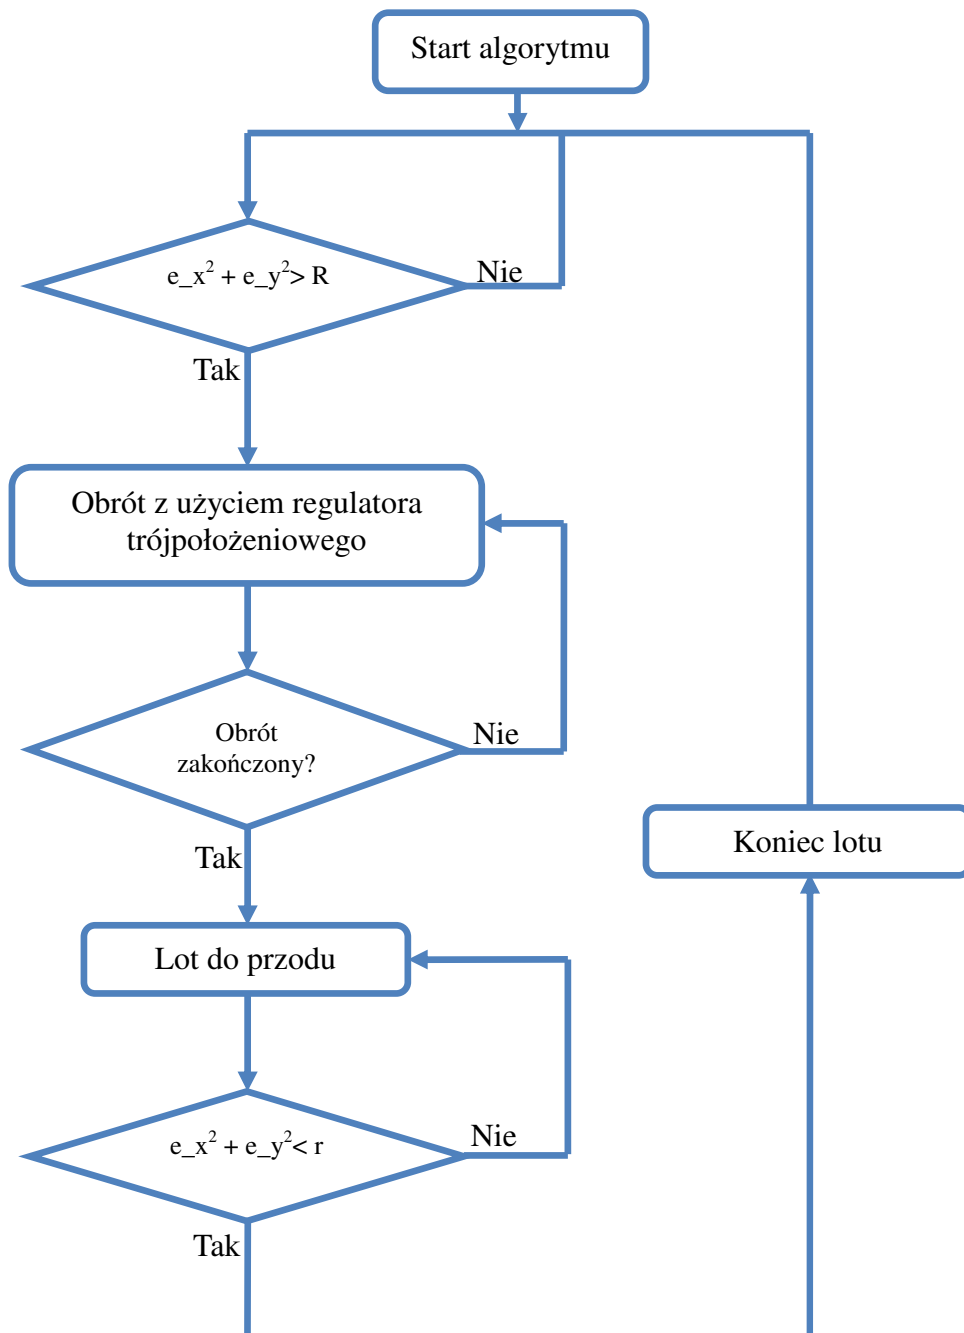 Start algorytmu
e_x² + e_y²> R
Nie
Tak
Obrót z użyciem regulatora
trójpołożeniowego
Obrót
zakończony?
Nie
Tak
Koniec lotu
Lot do przodu
e_x² + e_y²< r
Nie
Tak